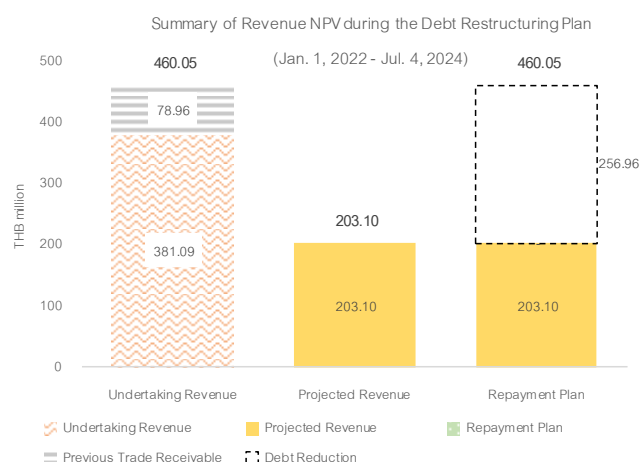 Summary of Revenue NPV during the Debt Restructuring Plan
(Jan. 1, 2022 - Jul. 4, 2024)
THB million
500
400
300
200
100
0
460.05
78.96
381.09
203.10
203.10
460.05
256.96
203.10
Undertaking Revenue
Projected Revenue
Repayment Plan
Undertaking Revenue
Projected Revenue
Repayment Plan
Previous Trade Receivable
Debt Reduction